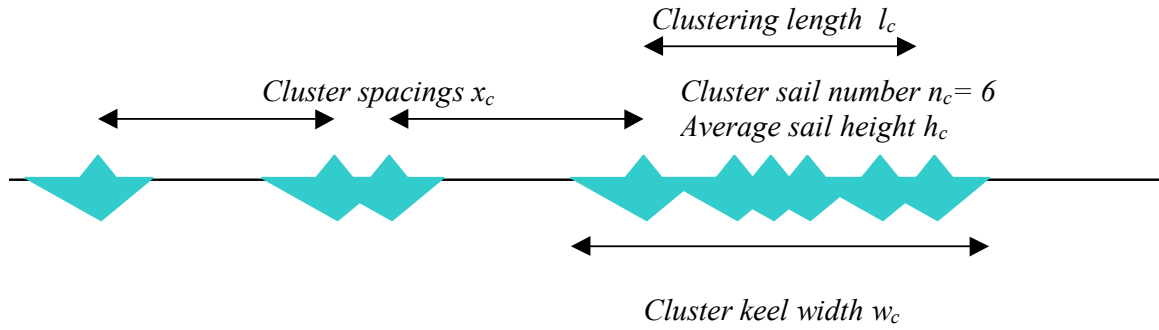 Clustering length l_c
Cluster spacings x_c
Cluster sail number n_c= 6
Average sail height h_c
Cluster keel width w_c